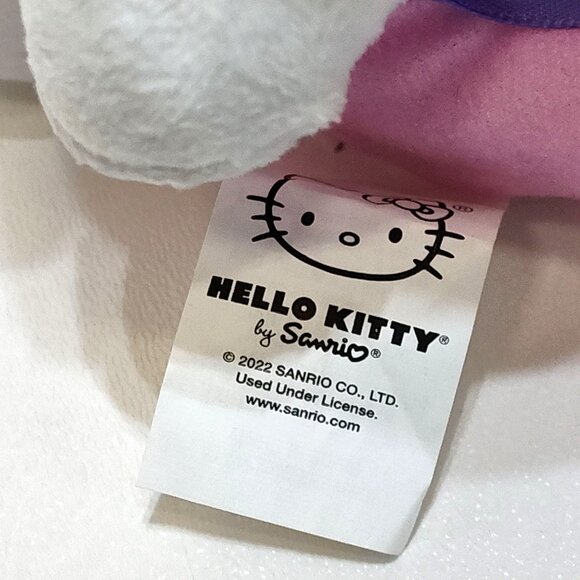 ®
HELLO KITTY®
by Sanrio®
© 2022 SANRIO CO., LTD.
Used Under License.
www.sanrio.com